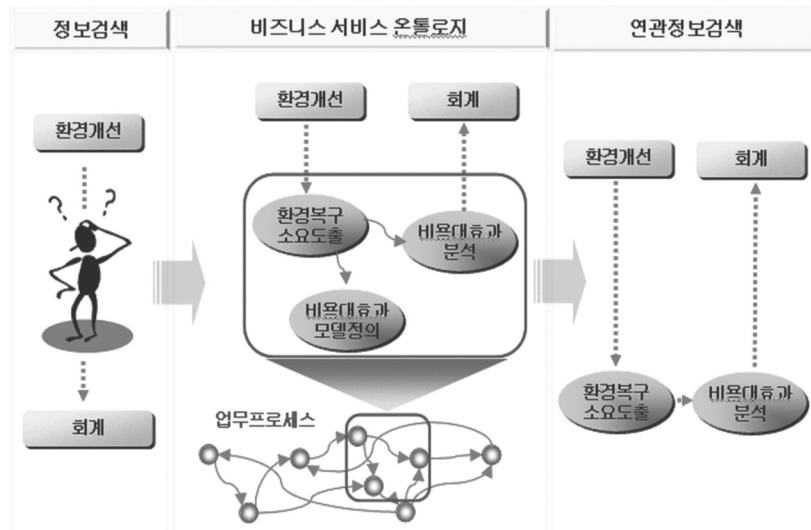 정보검색
비즈니스 서비스 온톨로지
연관정보검색
환경개선
?
?
회계
환경개선
회계
환경복구
소요도출
비용대효과
분석
비용대효과
모델정의
업무프로세스
환경개선
회계
환경복구
소요도출
비용대효과
분석